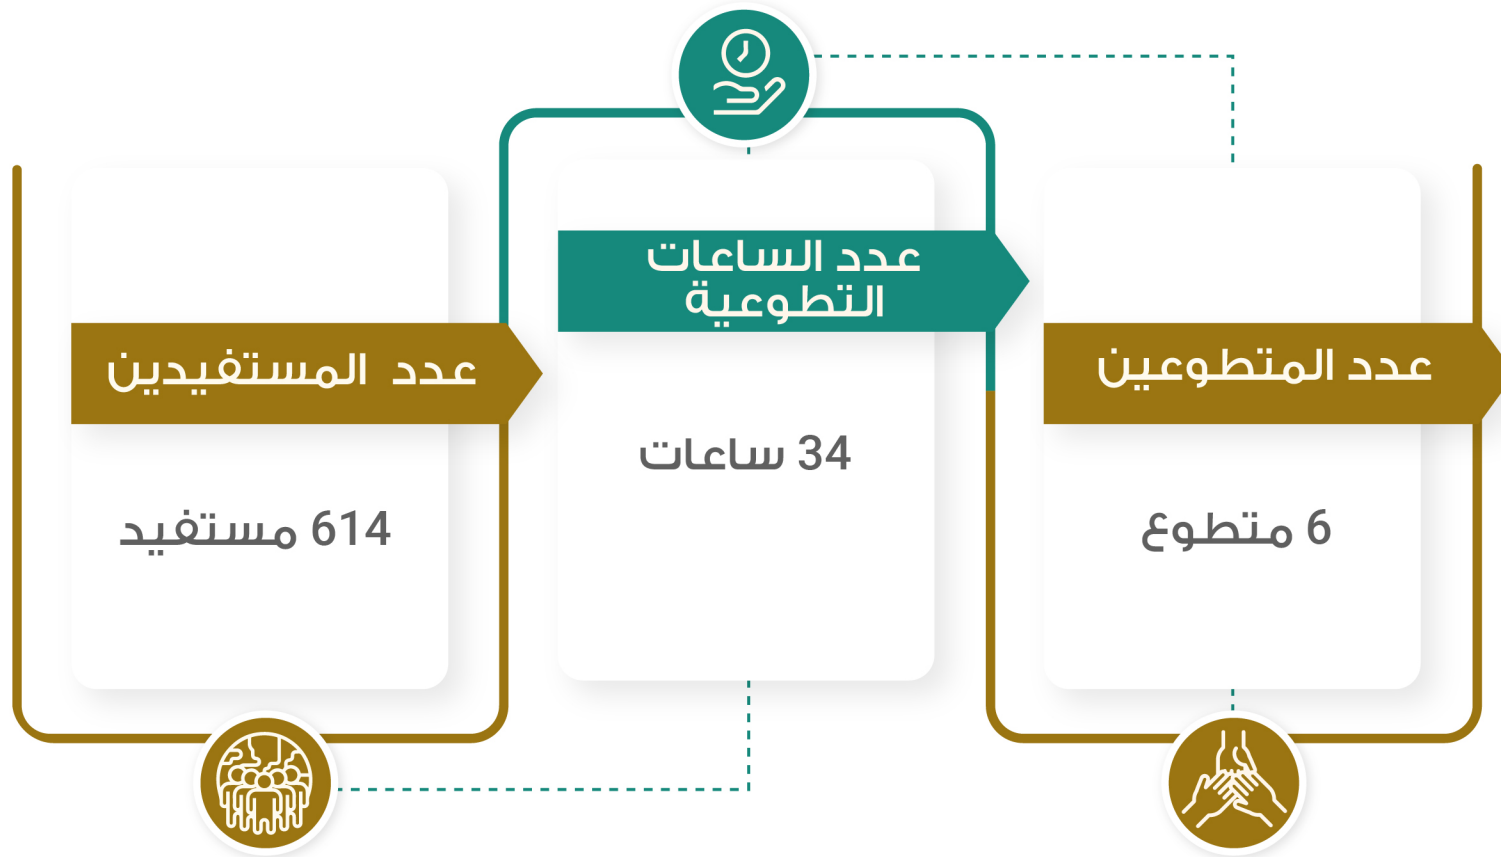 عدد المتطوعين
6 متطوع
عدد الساعات
التطوعية
34 ساعات
عدد المستفيدين
614 مستفيد